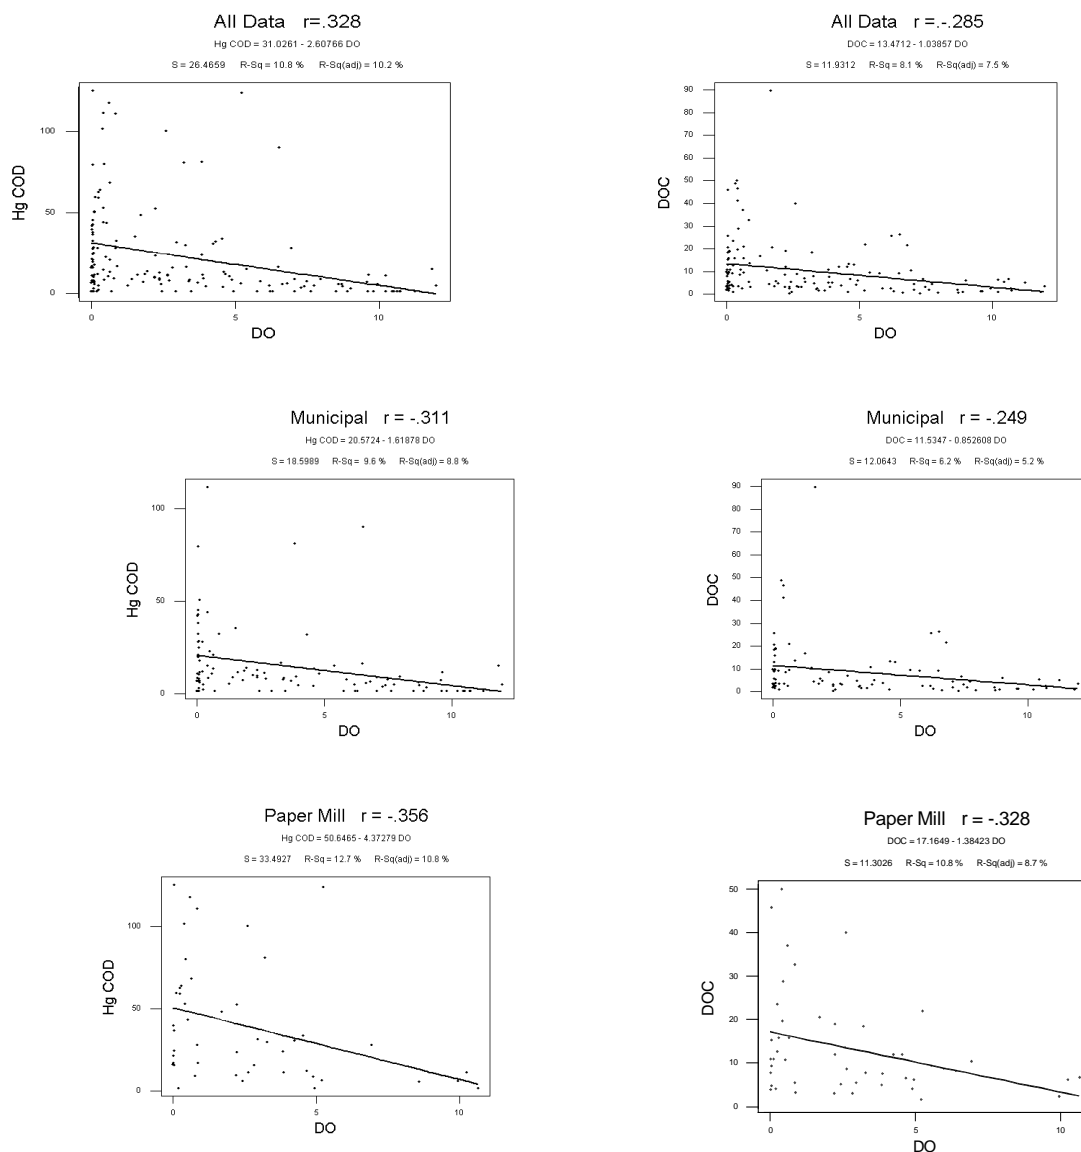 All Data r=.328
Hg COD = 31.0261 - 2.60766 DO
S = 26.4659 R-Sq = 10.8 % R-Sq(adj) = 10.2 %
100
50
0
Hg COD
0 5 10
DO
All Data r =.-.285
DOC = 13.4712 - 1.03857 DO
S = 11.9312 R-Sq = 8.1 % R-Sq(adj) = 7.5 %
90
80
70
60
50
40
30
20
10
0
DOC
0 5 10
DO
Municipal r = -.311
Hg COD = 20.5724 - 1.61878 DO
S = 18.5989 R-Sq = 9.6 % R-Sq(adj) = 8.8 %
100
50
0
Hg COD
0 5 10
DO
Municipal r = -.249
DOC = 11.5347 - 0.852608 DO
S = 12.0643 R-Sq = 6.2 % R-Sq(adj) = 5.2 %
90
80
70
60
50
40
30
20
10
0
DOC
0 5 10
DO
Paper Mill r = -.356
Hg COD = 50.6465 - 4.37279 DO
S = 33.4927 R-Sq = 12.7 % R-Sq(adj) = 10.8 %
100
50
0
Hg COD
0 5 10
DO
Paper Mill r = -.328
DOC = 17.1649 - 1.38423 DO
S = 11.3026 R-Sq = 10.8 % R-Sq(adj) = 8.7 %
50
40
30
20
10
0
DOC
0 5 10
DO